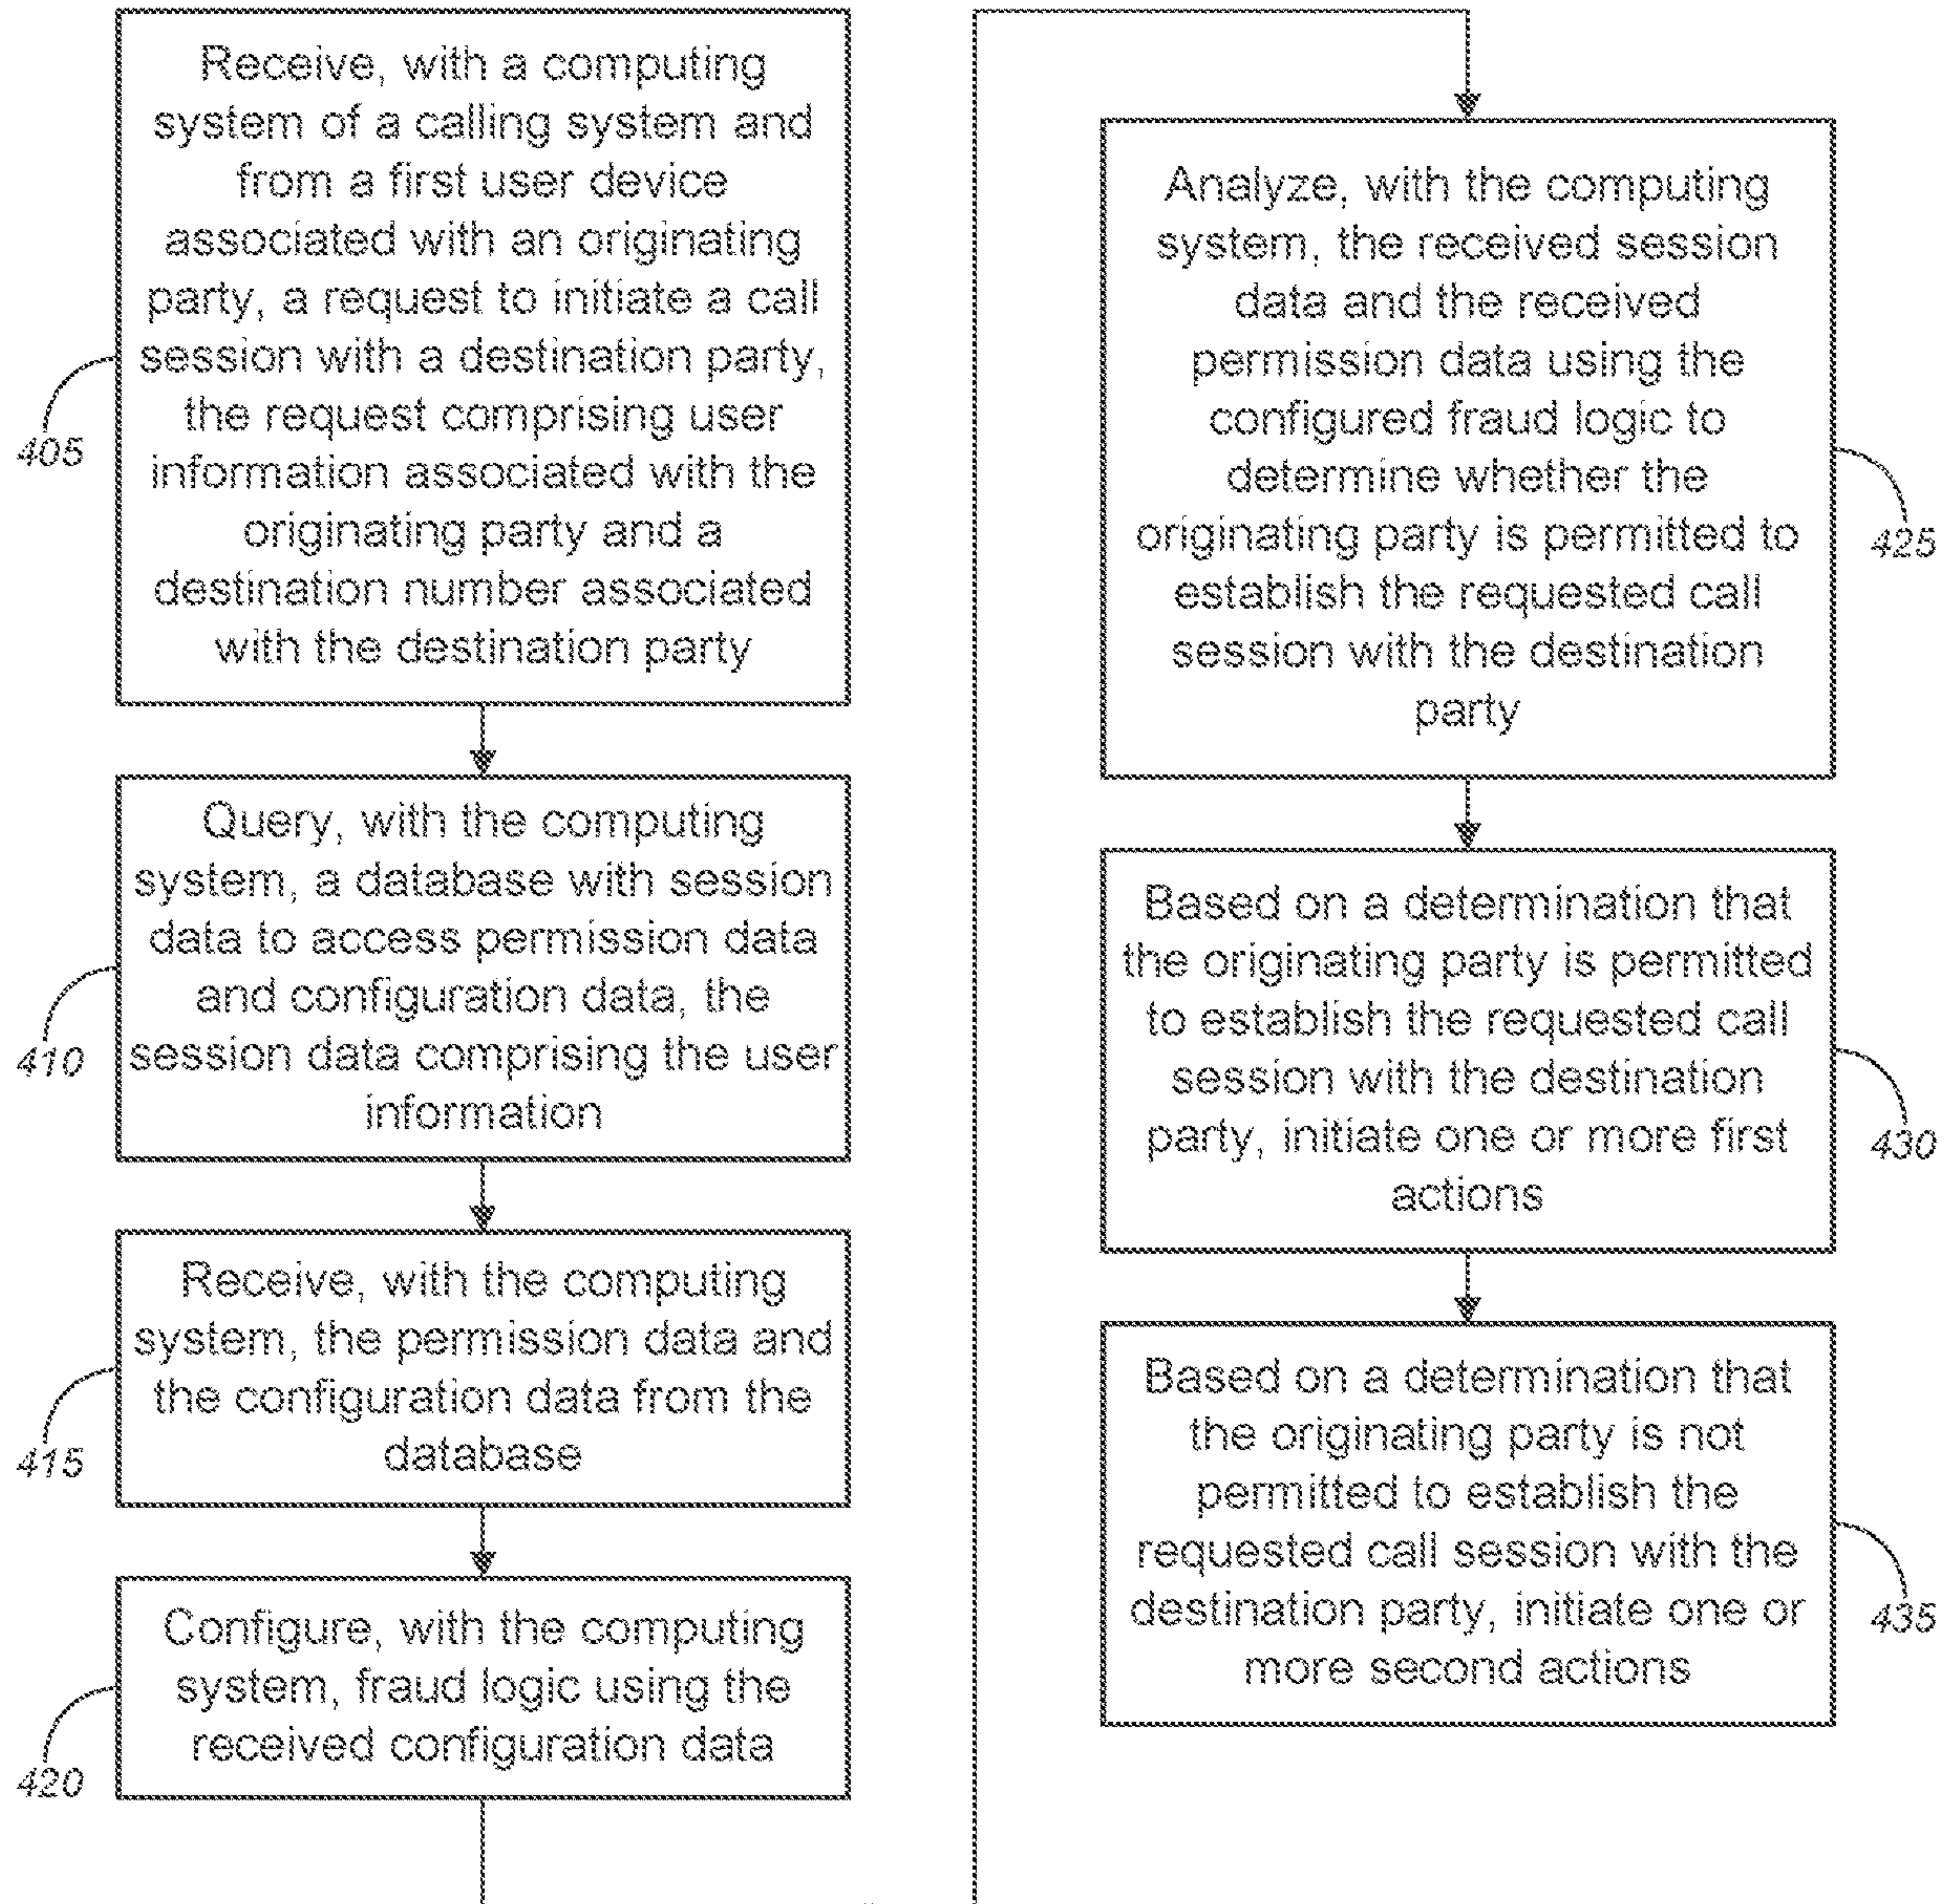 Receive, with a computing
system of a calling system and
from a first user device
associated with an originating
party, a request to initiate a call
session with a destination party,
the request comprising user
information associated with the
originating party and a
destination number associated
with the destination party
405
Query, with the computing
system, a database with session
data to access permission data
and configuration data, the
session data comprising the user
information
410
Receive, with the computing
system, the permission data and
the configuration data from the
database
415
Configure, with the computing
system, fraud logic using the
received configuration data
420
Analyze, with the computing
system, the received session
data and the received
permission data using the
configured fraud logic to
determine whether the
originating party is permitted to
establish the requested call
session with the destination
party
425
Based on a determination that
the originating party is permitted
to establish the requested call
session with the destination
party, initiate one or more first
actions
430
Based on a determination that
the originating party is not
permitted to establish the
requested call session with the
destination party, initiate one or
more second actions
435